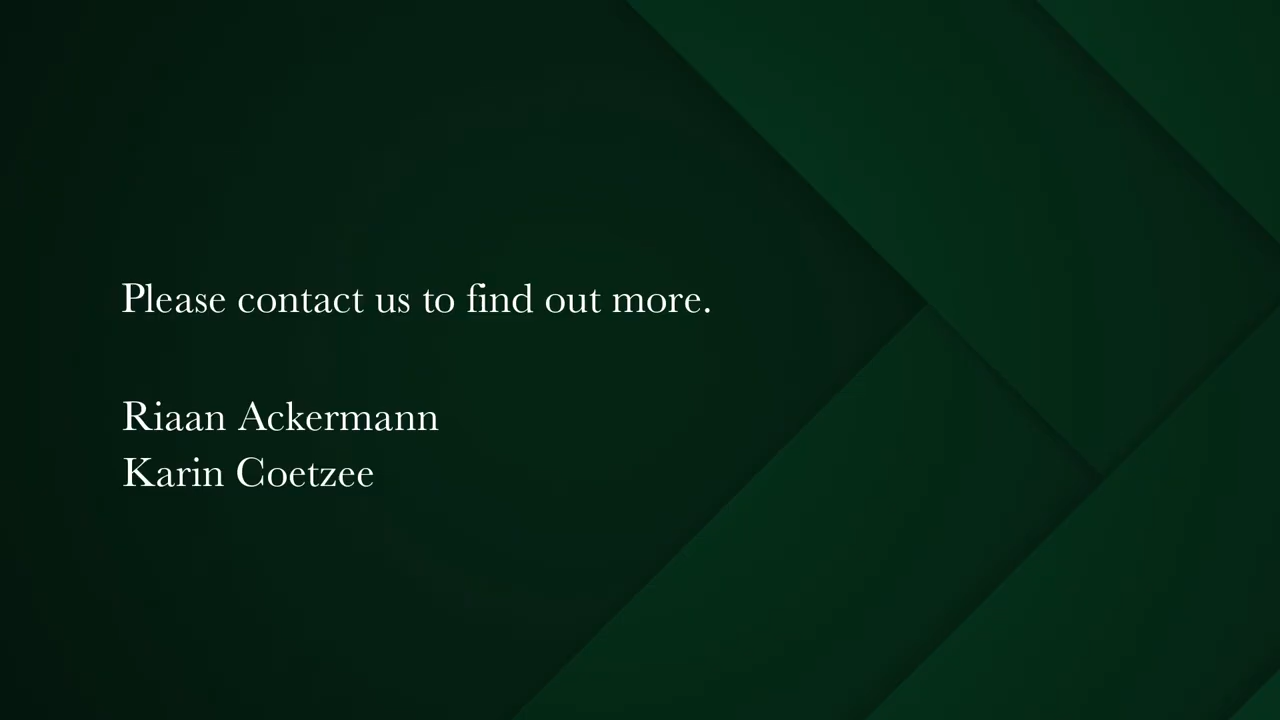 Please contact us to find out more.
Riaan Ackermann
Karin Coetzee